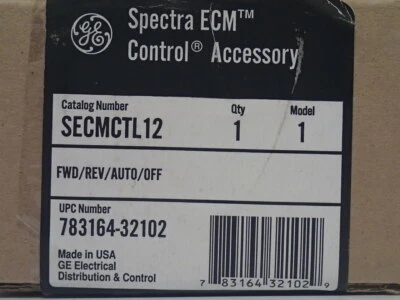 GE
Spectra ECM™
Control® Accessory
Catalog Number Qty Model
SECMCTL12 1 1
FWD/REV/AUTO/OFF
UPC Number
783164-32102
Made in USA
GE Electrical
Distribution & Control
7 83164 32102 9